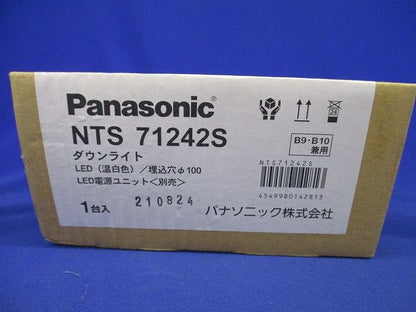 Panasonic®
NTS 71242S
B9・B10
兼用
ダウンライト
LED（温白色）／埋込穴φ100
LED電源ユニット＜別売＞
NTS71242S
4549980142813
1台入
210824
パナソニック株式会社